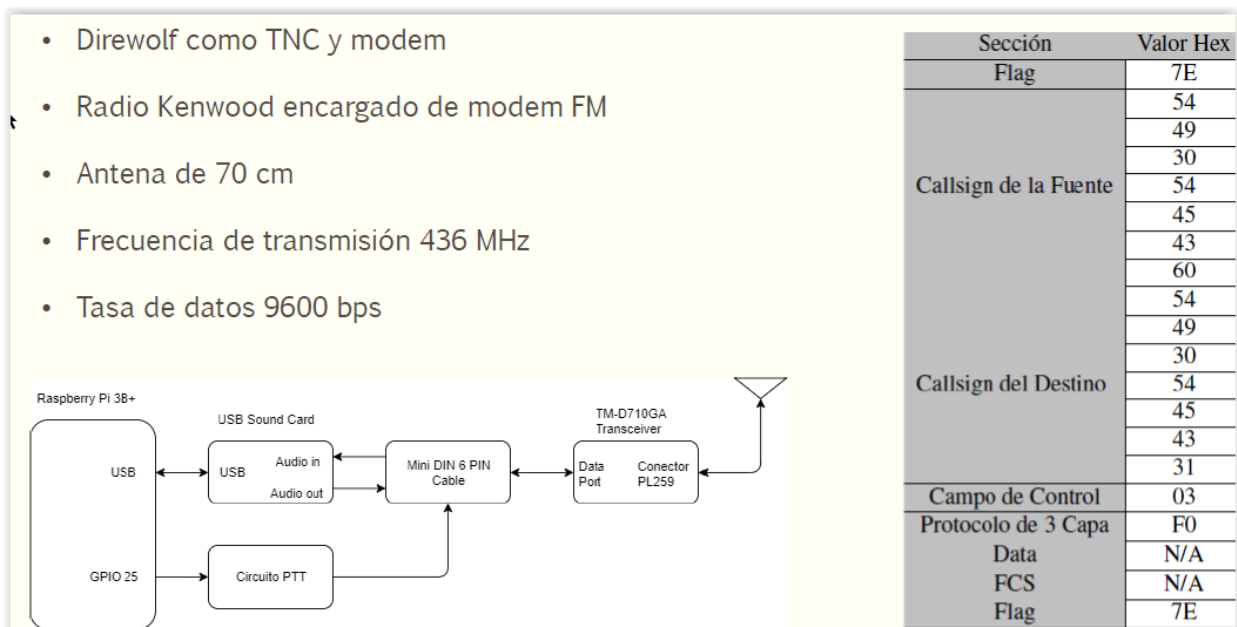 • Direwolf como TNC y modem
• Radio Kenwood encargado de modem FM
• Antena de 70 cm
• Frecuencia de transmisión 436 MHz
• Tasa de datos 9600 bps
Raspberry Pi 3B+
USB
GPIO 25
USB Sound Card
USB
Audio in
Audio out
Circuito PTT
Mini DIN 6 PIN
Cable
TM-D710GA
Transceiver
Data
Port
Conector
PL259
Sección Valor Hex
Flag 7E
Callsign de la Fuente
54
49
30
54
45
43
60
Callsign del Destino
54
49
30
54
45
43
31
Campo de Control 03
Protocolo de 3 Capa F0
Data N/A
FCS N/A
Flag 7E